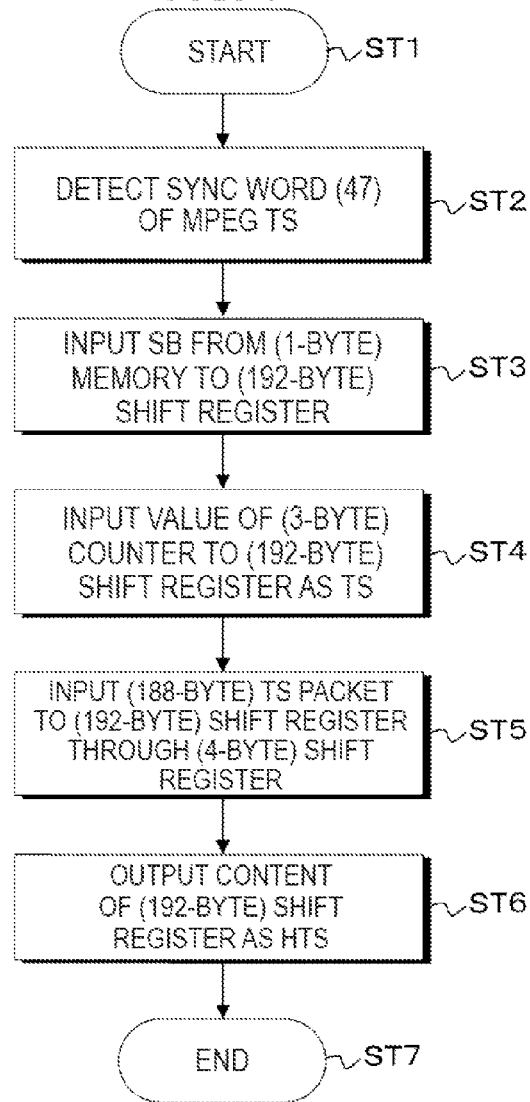 START
ST1
DETECT SYNC WORD (47)
OF MPEG TS
ST2
INPUT SB FROM (1-BYTE)
MEMORY TO (192-BYTE)
SHIFT REGISTER
ST3
INPUT VALUE OF (3-BYTE)
COUNTER TO (192-BYTE)
SHIFT REGISTER AS TS
ST4
INPUT (188-BYTE) TS PACKET
TO (192-BYTE) SHIFT REGISTER
THROUGH (4-BYTE) SHIFT
REGISTER
ST5
OUTPUT CONTENT
OF (192-BYTE) SHIFT
REGISTER AS HTS
ST6
END
ST7